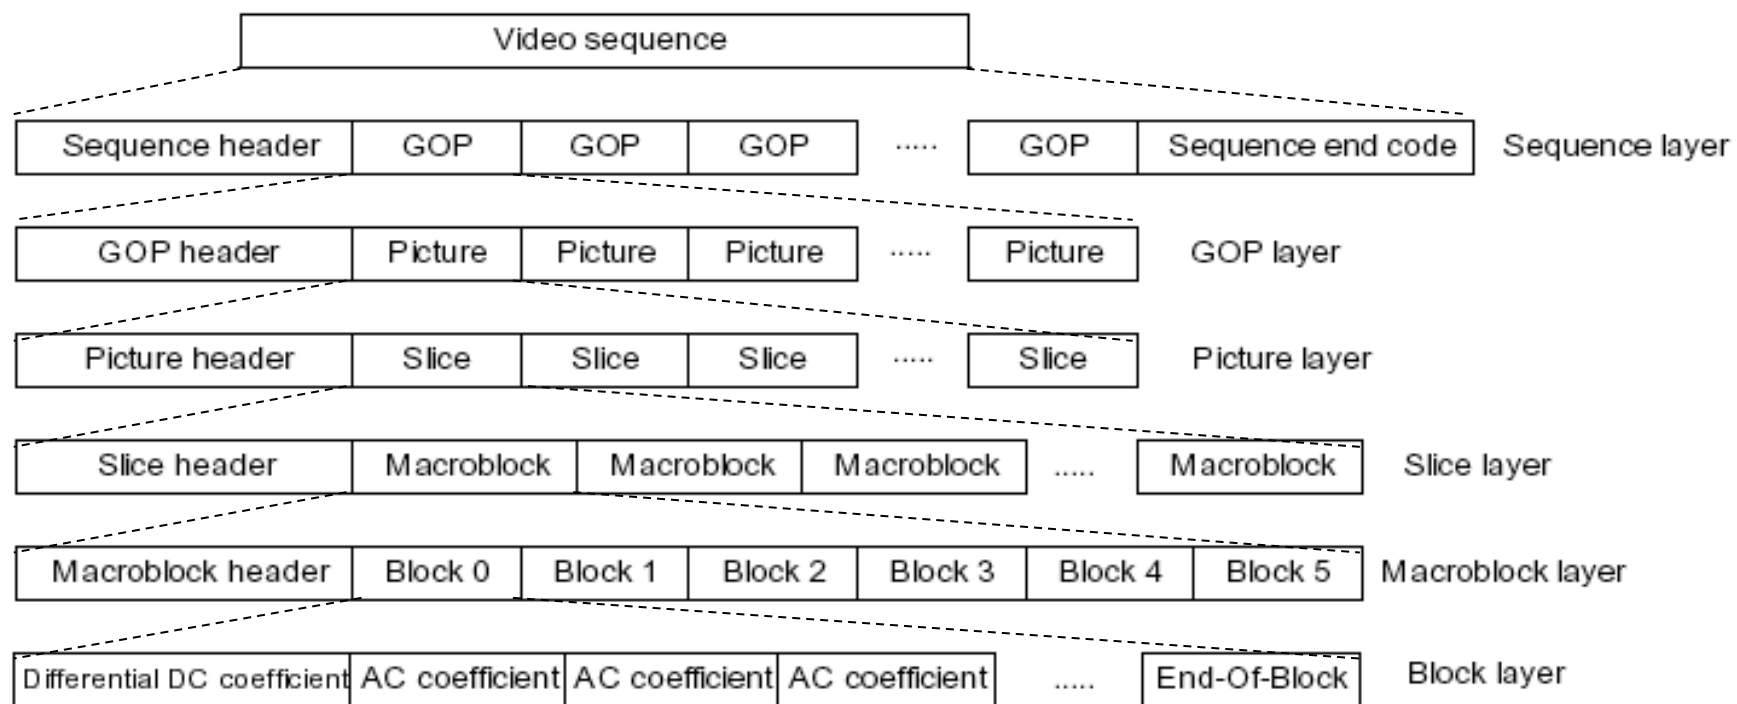 Video sequence
Sequence header GOP GOP GOP ..... GOP Sequence end code Sequence layer
GOP header Picture Picture Picture ..... Picture GOP layer
Picture header Slice Slice Slice ..... Slice Picture layer
Slice header Macroblock Macroblock Macroblock ..... Macroblock Slice layer
Macroblock header Block 0 Block 1 Block 2 Block 3 Block 4 Block 5 Macroblock layer
Differential DC coefficient AC coefficient AC coefficient AC coefficient ..... End-Of-Block Block layer